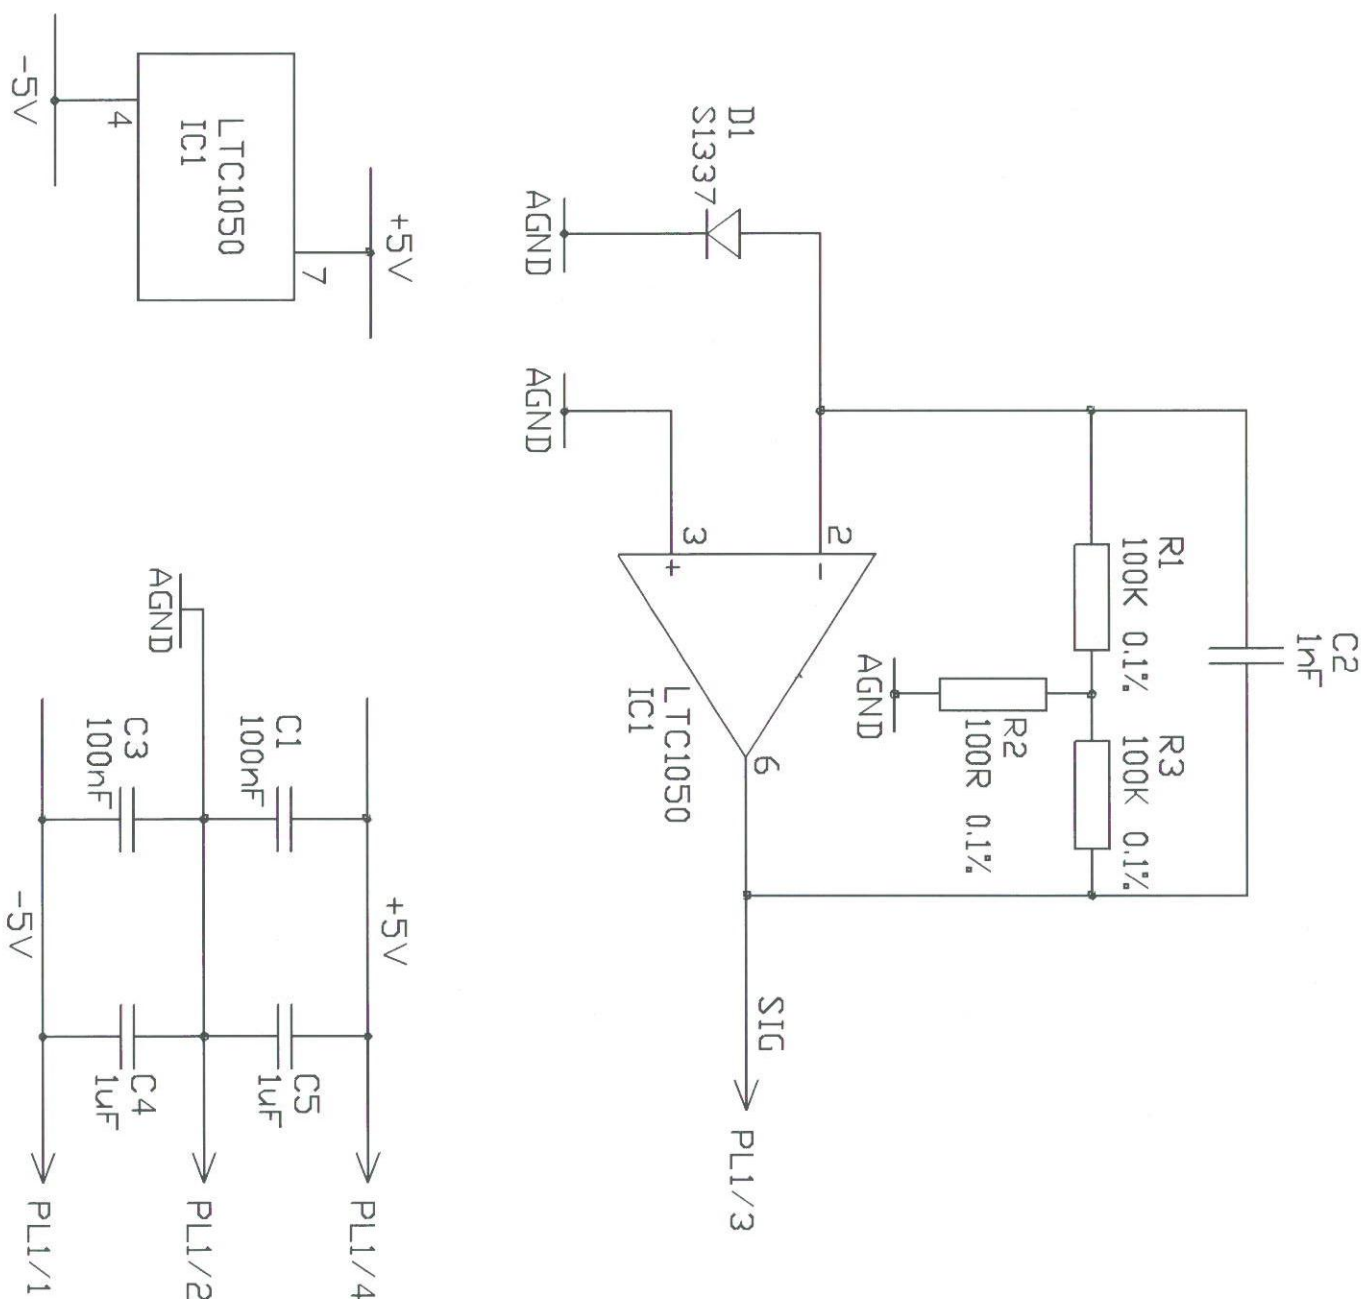 C2
1nF
R1
100K 0.1%
R3
100K 0.1%
R2
100R 0.1%
AGND
2
-
3
+
6
LTC1050
IC1
SIG
PL1/3
D1
S1337
AGND
AGND
+5V
7
LTC1050
IC1
4
-5V
+5V
PL1/4
C1
100nF
C5
1uF
AGND
PL1/2
C3
100nF
C4
1uF
-5V
PL1/1